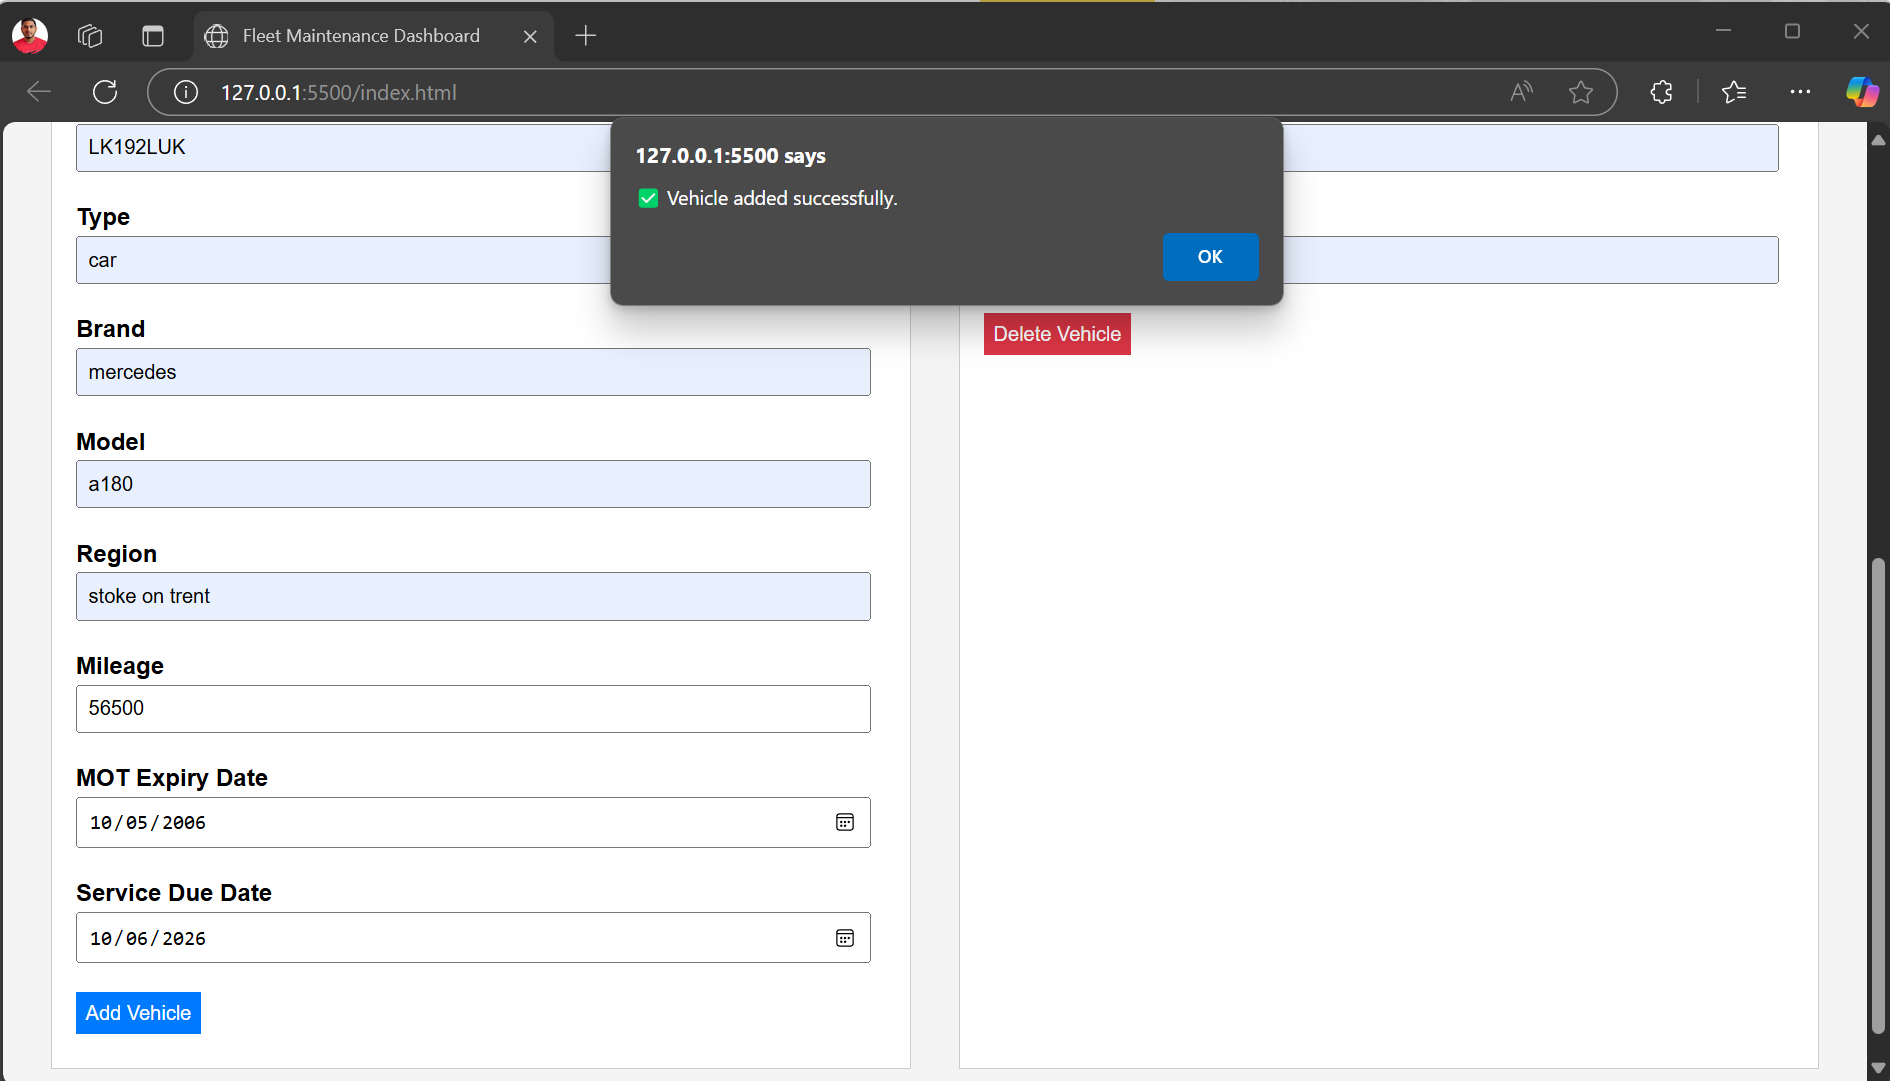 Fleet Maintenance Dashboard
127.0.0.1:5500/index.html
127.0.0.1:5500 says
Vehicle added successfully.
OK
LK192LUK
Type
car
Brand
mercedes
Model
a180
Region
stoke on trent
Mileage
56500
MOT Expiry Date
10/05/2006
Service Due Date
10/06/2026
Add Vehicle
Delete Vehicle